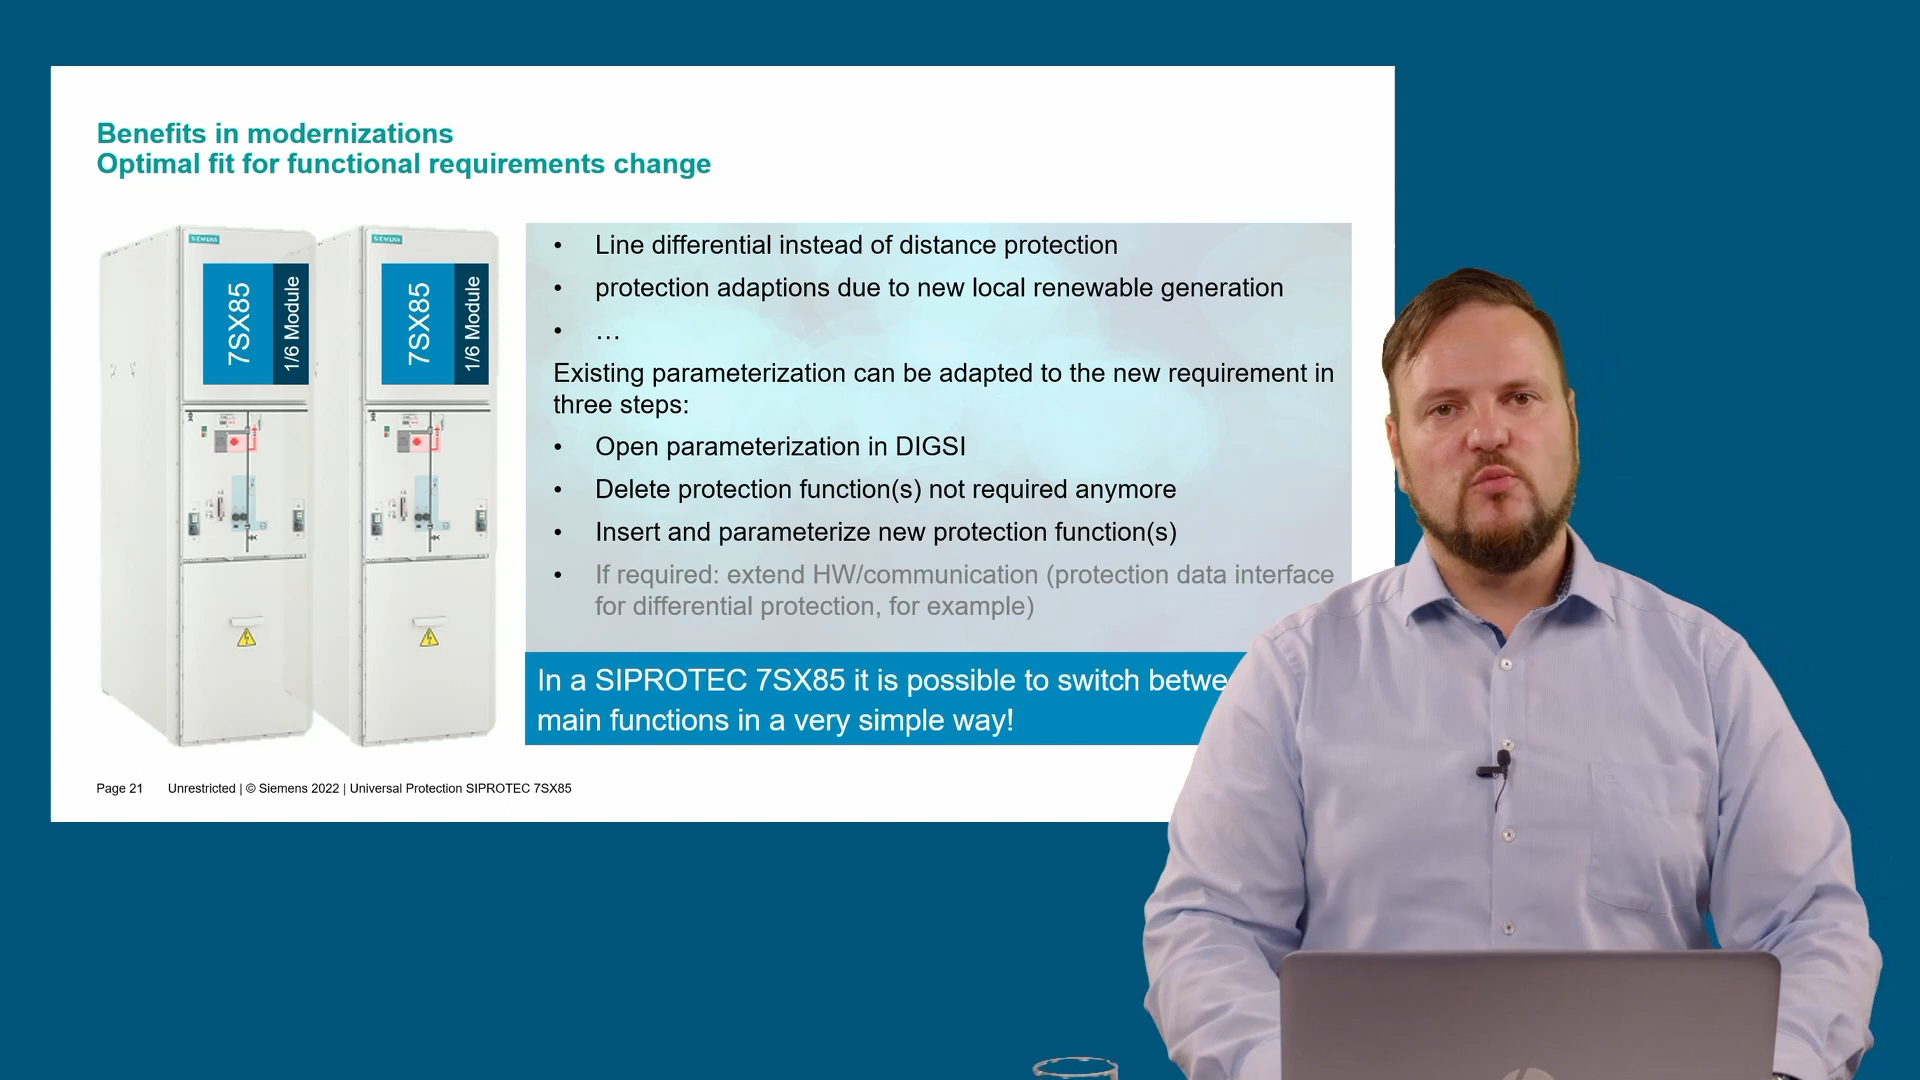 Benefits in modernizations
Optimal fit for functional requirements change
SIEMENS
SIEMENS
7SX85
1/6 Module
7SX85
1/6 Module
• Line differential instead of distance protection
• protection adaptions due to new local renewable generation
• …
Existing parameterization can be adapted to the new requirement in
three steps:
• Open parameterization in DIGSI
• Delete protection function(s) not required anymore
• Insert and parameterize new protection function(s)
• If required: extend HW/communication (protection data interface
for differential protection, for example)
In a SIPROTEC 7SX85 it is possible to switch betwe
main functions in a very simple way!
Page 21 Unrestricted | © Siemens 2022 | Universal Protection SIPROTEC 7SX85